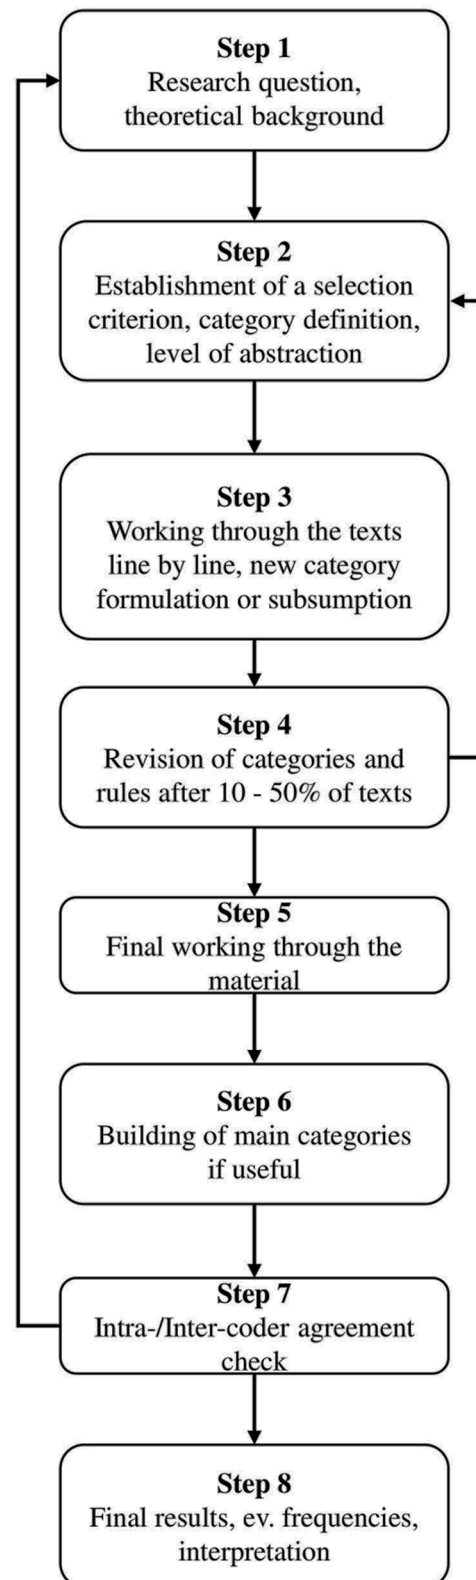 Step 1
Research question,
theoretical background
Step 2
Establishment of a selection
criterion, category definition,
level of abstraction
Step 3
Working through the texts
line by line, new category
formulation or subsumption
Step 4
Revision of categories and
rules after 10 - 50% of texts
Step 5
Final working through the
material
Step 6
Building of main categories
if useful
Step 7
Intra-/Inter-coder agreement
check
Step 8
Final results, ev. frequencies,
interpretation